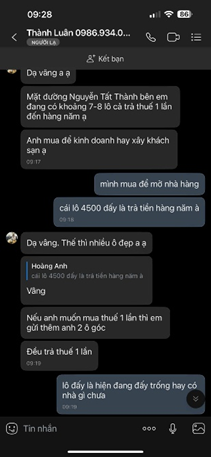 09:28
86
Thành Luân 0986.934.0...
NGƯỜI LẠ
Kết bạn
Dạ vâng a ạ
Mặt đường Nguyễn Tất Thành bên em
đang có khoảng 7-8 lô cả trả thuế 1 lần
đến hàng năm ạ
Anh mua để kinh doanh hay xây khách
sạn ạ
09:17
mình mua để mở nhà hàng
cái lô 4500 đấy là trả tiền hàng năm à
09:19
Dạ vâng. Thế thì nhiều ô đẹp a ạ
Hoàng Anh
cái lô 4500 đấy là trả tiền hàng năm à
Vâng
Nếu anh muốn mua thuế 1 lần thì em
gửi thêm anh 2 ô góc
Đều trả thuế 1 lần
09:19
lô đấy là hiện đang đấy trống hay có
nhà gì chưa
09:19
Tin nhắn